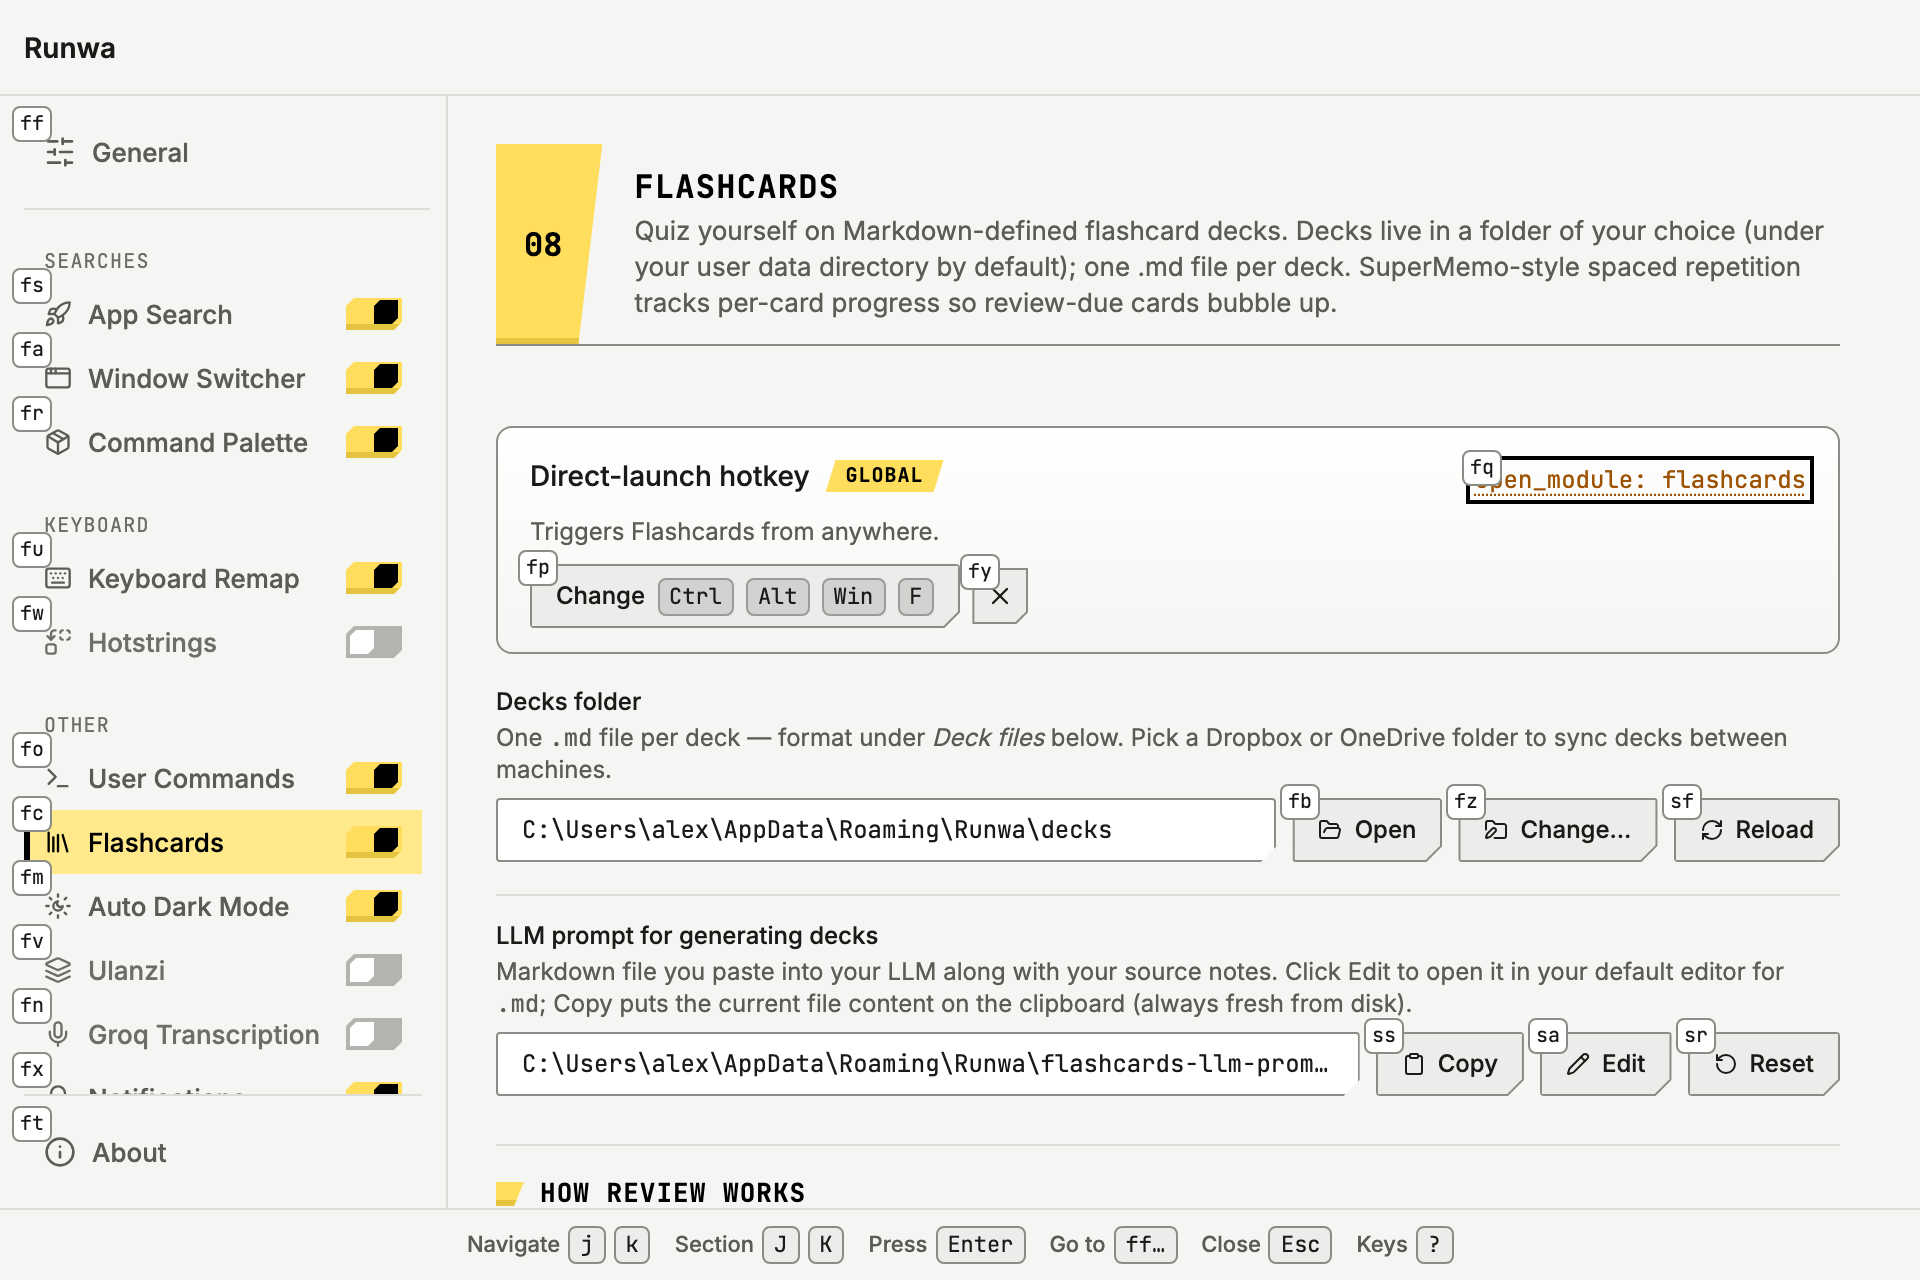 Runwa
ff
General
SEARCHES
fs
App Search
fa
Window Switcher
fr
Command Palette
KEYBOARD
fu
Keyboard Remap
fw
Hotstrings
OTHER
fo
User Commands
fc
Flashcards
fm
Auto Dark Mode
fv
Ulanzi
fn
Groq Transcription
fx
Notifications
ft
About
08
FLASHCARDS
Quiz yourself on Markdown-defined flashcard decks. Decks live in a folder of your choice (under
your user data directory by default); one .md file per deck. SuperMemo-style spaced repetition
tracks per-card progress so review-due cards bubble up.
Direct-launch hotkey GLOBAL
fq
open_module: flashcards
Triggers Flashcards from anywhere.
fp
Change Ctrl Alt Win F
fy
Decks folder
One .md file per deck — format under Deck files below. Pick a Dropbox or OneDrive folder to sync decks between
machines.
C:\Users\alex\AppData\Roaming\Runwa\decks
fb
Open
fz
Change...
sf
Reload
LLM prompt for generating decks
Markdown file you paste into your LLM along with your source notes. Click Edit to open it in your default editor for
.md; Copy puts the current file content on the clipboard (always fresh from disk).
C:\Users\alex\AppData\Roaming\Runwa\flashcards-llm-prom…
ss
Copy
sa
Edit
sr
Reset
HOW REVIEW WORKS
Navigate j k Section J K Press Enter Go to ff… Close Esc Keys ?